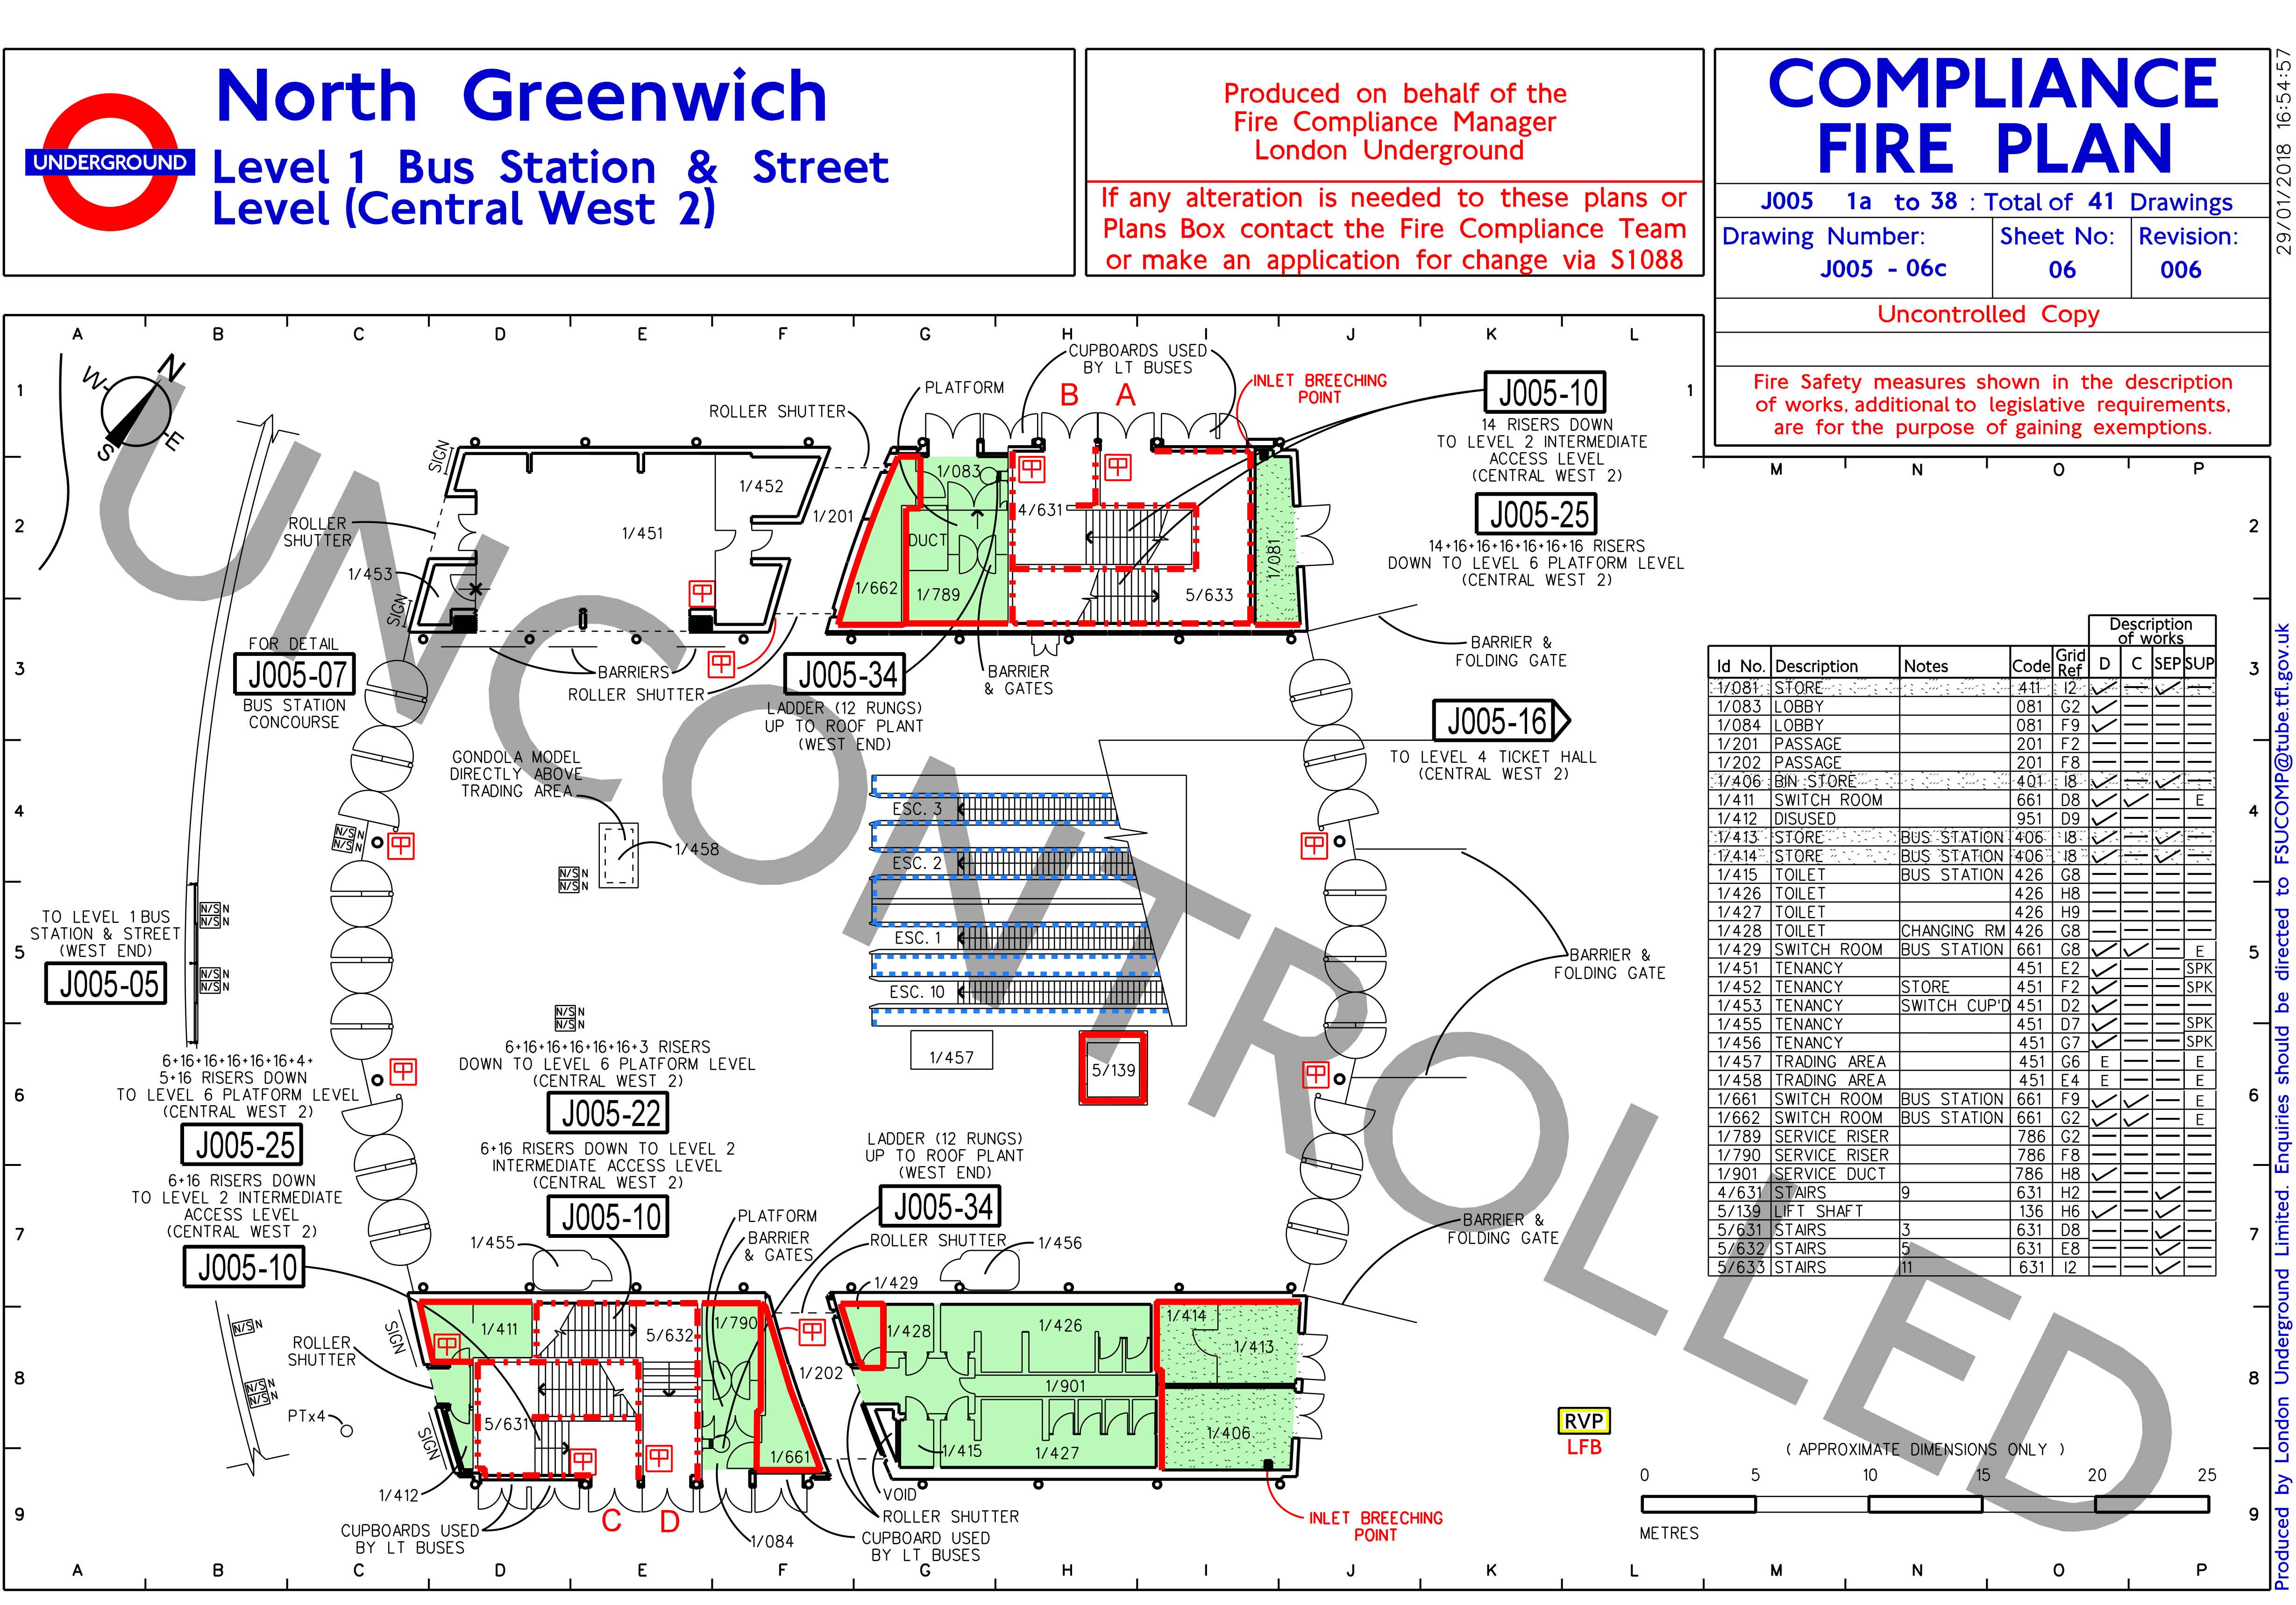 North Greenwich
UNDERGROUND
Level 1 Bus Station & Street
Level (Central West 2)
Produced on behalf of the
Fire Compliance Manager
London Underground
If any alteration is needed to these plans or
Plans Box contact the Fire Compliance Team
or make an application for change via S1088
COMPLIANCE
FIRE PLAN
J005 1a to 38 : Total of 41 Drawings
Drawing Number: Sheet No: Revision:
J005 - 06c 06 006
Uncontrolled Copy
Fire Safety measures shown in the description
of works, additional to legislative requirements,
are for the purpose of gaining exemptions.
29/01/2018 16:54:57
Produced by London Underground Limited. Enquiries should be directed to FSUCOMP@tube.tfl.gov.uk
A B C D E F G H I J K L
M N O P
1
1
2
2
3
3
4
4
5
5
6
6
7
7
8
8
9
9
A B C D E F G H I J K L M N O P
UNCONTROLLED
N
W
E
S
CUPBOARDS USED
BY LT BUSES
PLATFORM
B A
INLET BREECHING
POINT
ROLLER SHUTTER
J005-10
14 RISERS DOWN
TO LEVEL 2 INTERMEDIATE
ACCESS LEVEL
(CENTRAL WEST 2)
J005-25
14+16+16+16+16+16+16 RISERS
DOWN TO LEVEL 6 PLATFORM LEVEL
(CENTRAL WEST 2)
SIGN
ROLLER
SHUTTER
1/451
1/452
1/453
SIGN
1/201
1/083
DUCT
1/662
1/789
4/631
5/633
1/081
FOR DETAIL
J005-07
BUS STATION
CONCOURSE
BARRIERS
ROLLER SHUTTER
J005-34
LADDER (12 RUNGS)
UP TO ROOF PLANT
(WEST END)
BARRIER
& GATES
BARRIER &
FOLDING GATE
J005-16
TO LEVEL 4 TICKET HALL
(CENTRAL WEST 2)
GONDOLA MODEL
DIRECTLY ABOVE
TRADING AREA
1/458
N/S N
N/S N
N/S N
N/S N
N/S N
N/S N
N/S N
N/S N
N/S N
N/S N
ESC. 3
ESC. 2
ESC. 1
ESC. 10
1/457
5/139
TO LEVEL 1 BUS
STATION & STREET
(WEST END)
J005-05
BARRIER &
FOLDING GATE
6+16+16+16+16+16+4+
5+16 RISERS DOWN
TO LEVEL 6 PLATFORM LEVEL
(CENTRAL WEST 2)
J005-25
6+16 RISERS DOWN
TO LEVEL 2 INTERMEDIATE
ACCESS LEVEL
(CENTRAL WEST 2)
J005-10
6+16+16+16+16+16+3 RISERS
DOWN TO LEVEL 6 PLATFORM LEVEL
(CENTRAL WEST 2)
J005-22
6+16 RISERS DOWN TO LEVEL 2
INTERMEDIATE ACCESS LEVEL
(CENTRAL WEST 2)
J005-10
LADDER (12 RUNGS)
UP TO ROOF PLANT
(WEST END)
J005-34
PLATFORM
BARRIER
& GATES
ROLLER SHUTTER
1/455
1/456
BARRIER &
FOLDING GATE
N/S N
N/S N
N/S N
PTx4
SIGN
ROLLER
SHUTTER
SIGN
1/411
5/632
1/790
5/631
1/661
1/412
CUPBOARDS USED
BY LT BUSES
C D
1/084
1/202
1/429
1/428
1/426
1/901
1/415
1/427
1/414
1/413
1/406
VOID
ROLLER SHUTTER
CUPBOARD USED
BY LT BUSES
INLET BREECHING
POINT
RVP
LFB
( APPROXIMATE DIMENSIONS ONLY )
0 5 10 15 20 25
METRES
Description
of works
Id No. Description Notes Code Grid Ref D C SEP SUP
1/081 STORE 411 I2 ✓ — ✓ —
1/083 LOBBY 081 G2 ✓ — — —
1/084 LOBBY 081 F9 ✓ — — —
1/201 PASSAGE 201 F2 — — — —
1/202 PASSAGE 201 F8 — — — —
1/406 BIN STORE 401 I8 ✓ — ✓ —
1/411 SWITCH ROOM 661 D8 ✓ ✓ — E
1/412 DISUSED 951 D9 ✓ — — —
1/413 STORE BUS STATION 406 I8 ✓ — ✓ —
1/414 STORE BUS STATION 406 I8 ✓ — ✓ —
1/415 TOILET BUS STATION 426 G8 — — — —
1/426 TOILET 426 H8 — — — —
1/427 TOILET 426 H9 — — — —
1/428 TOILET CHANGING RM 426 G8 — — — —
1/429 SWITCH ROOM BUS STATION 661 G8 ✓ ✓ — E
1/451 TENANCY 451 E2 ✓ — — SPK
1/452 TENANCY STORE 451 F2 ✓ — — SPK
1/453 TENANCY SWITCH CUP'D 451 D2 ✓ — — —
1/455 TENANCY 451 D7 ✓ — — SPK
1/456 TENANCY 451 G7 ✓ — — SPK
1/457 TRADING AREA 451 G6 E — — E
1/458 TRADING AREA 451 E4 E — — E
1/661 SWITCH ROOM BUS STATION 661 F9 ✓ ✓ — E
1/662 SWITCH ROOM BUS STATION 661 G2 ✓ ✓ — E
1/789 SERVICE RISER 786 G2 — — — —
1/790 SERVICE RISER 786 F8 — — — —
1/901 SERVICE DUCT 786 H8 ✓ — — —
4/631 STAIRS 9 631 H2 — — ✓ —
5/139 LIFT SHAFT 136 H6 ✓ — ✓ —
5/631 STAIRS 3 631 D8 — — ✓ —
5/632 STAIRS 5 631 E8 — — ✓ —
5/633 STAIRS 11 631 I2 — — ✓ —